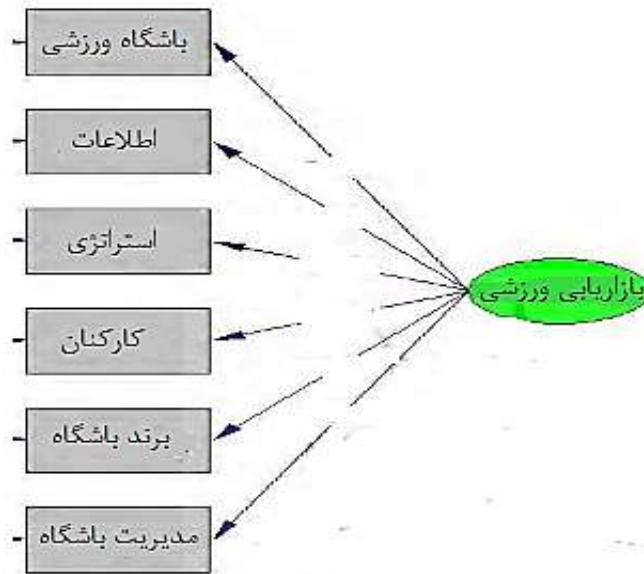 باشگاه ورزشی
اطلاعات
استراتژی
بازاریابی ورزشی
کارکنان
برند باشگاه
مدیریت باشگاه